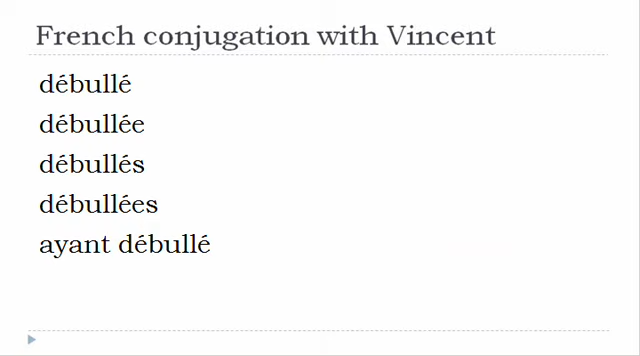 French conjugation with Vincent
débullé
débullée
débullés
débullées
ayant débullé